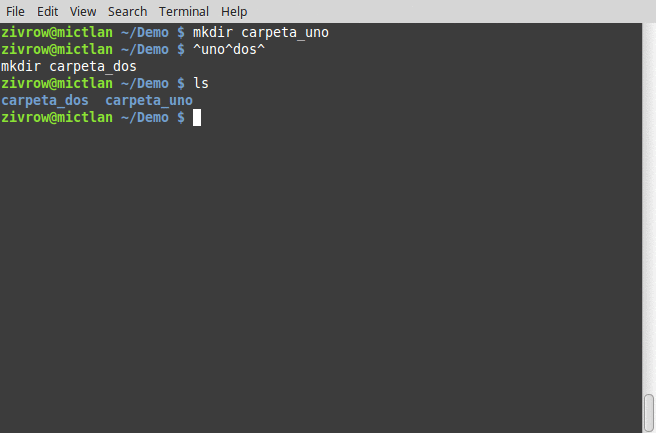 File Edit View Search Terminal Help
zivrow@mictlan ~/Demo $ mkdir carpeta_uno
zivrow@mictlan ~/Demo $ ^uno^dos^
mkdir carpeta_dos
zivrow@mictlan ~/Demo $ ls
carpeta_dos  carpeta_uno
zivrow@mictlan ~/Demo $